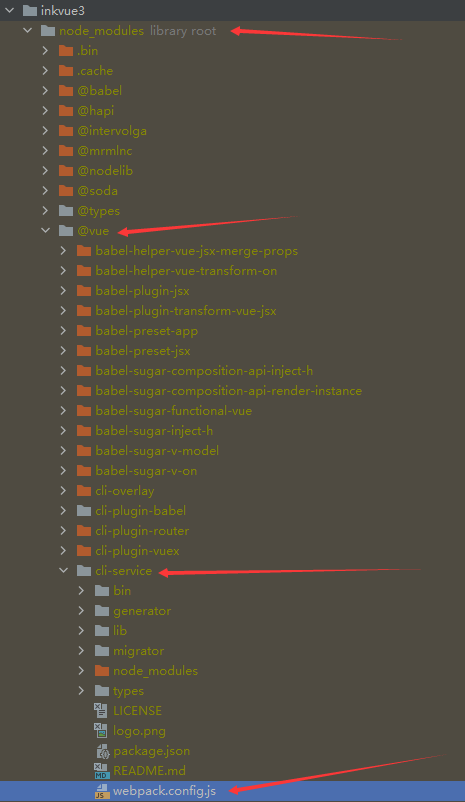 inkvue3
node_modules library root
.bin
.cache
@babel
@hapi
@intervolga
@mrmlnc
@nodelib
@soda
@types
@vue
babel-helper-vue-jsx-merge-props
babel-helper-vue-transform-on
babel-plugin-jsx
babel-plugin-transform-vue-jsx
babel-preset-app
babel-preset-jsx
babel-sugar-composition-api-inject-h
babel-sugar-composition-api-render-instance
babel-sugar-functional-vue
babel-sugar-inject-h
babel-sugar-v-model
babel-sugar-v-on
cli-overlay
cli-plugin-babel
cli-plugin-router
cli-plugin-vuex
cli-service
bin
generator
lib
migrator
node_modules
types
LICENSE
logo.png
package.json
MD README.md
JS webpack.config.js